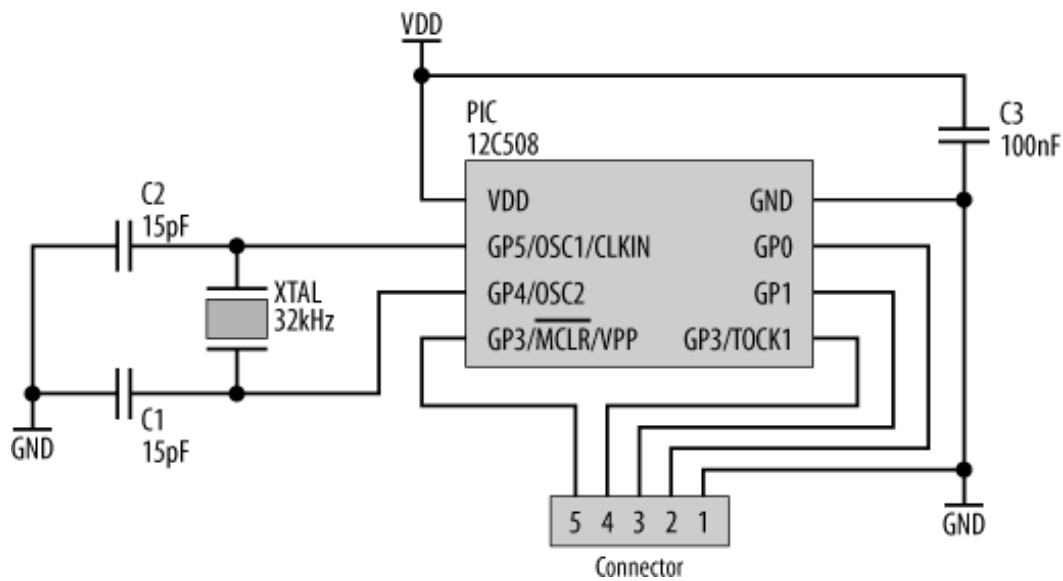 VDD
PIC
12C508
C3
100nF
C2
15pF
VDD
GND
GP5/OSC1/CLKIN
GP0
XTAL
32kHz
GP4/OSC2
GP1
GP3/MCLR/VPP
GP3/TOCK1
C1
15pF
GND
5 4 3 2 1
GND
Connector